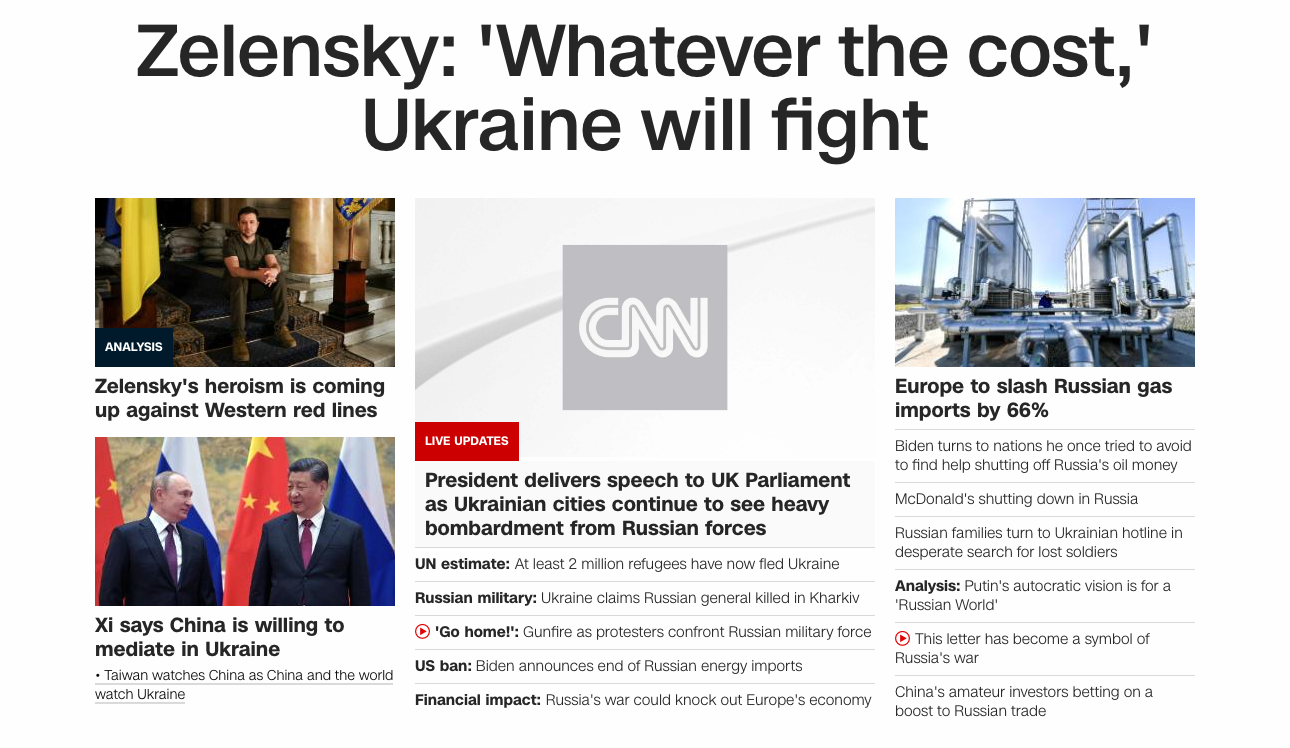 Zelensky: 'Whatever the cost,'
Ukraine will fight
ANALYSIS
Zelensky's heroism is coming
up against Western red lines
Xi says China is willing to
mediate in Ukraine
• Taiwan watches China as China and the world
watch Ukraine
CNN
LIVE UPDATES
President delivers speech to UK Parliament
as Ukrainian cities continue to see heavy
bombardment from Russian forces
UN estimate: At least 2 million refugees have now fled Ukraine
Russian military: Ukraine claims Russian general killed in Kharkiv
'Go home!': Gunfire as protesters confront Russian military force
US ban: Biden announces end of Russian energy imports
Financial impact: Russia's war could knock out Europe's economy
Europe to slash Russian gas
imports by 66%
Biden turns to nations he once tried to avoid
to find help shutting off Russia's oil money
McDonald's shutting down in Russia
Russian families turn to Ukrainian hotline in
desperate search for lost soldiers
Analysis: Putin's autocratic vision is for a
'Russian World'
This letter has become a symbol of
Russia's war
China's amateur investors betting on a
boost to Russian trade